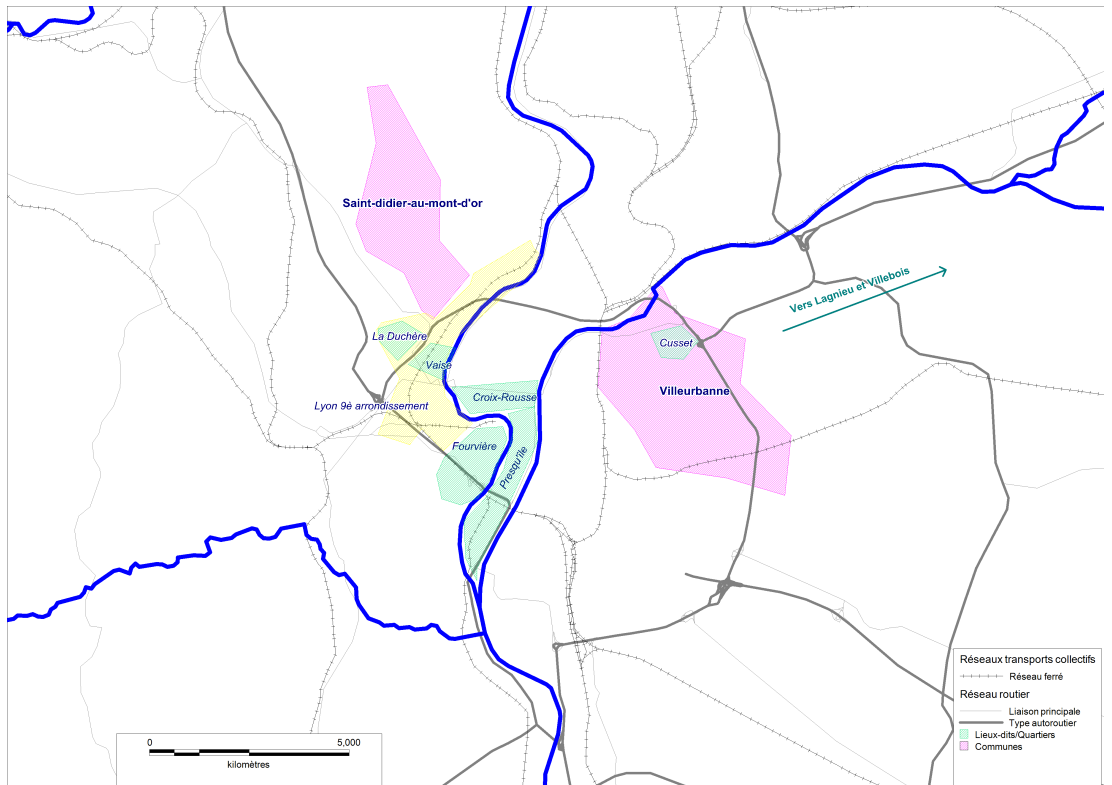 Saint-didier-au-mont-d'or
Vers Lagnieu et Villebois
La Duchère
Cusset
Vaise
Villeurbanne
Croix-Rousse
Lyon 9è arrondissement
Fourvière
Presqu'île
Réseaux transports collectifs
Réseau ferré
Réseau routier
Liaison principale
Type autoroutier
Lieux-dits/Quartiers
Communes
0 5,000
kilomètres